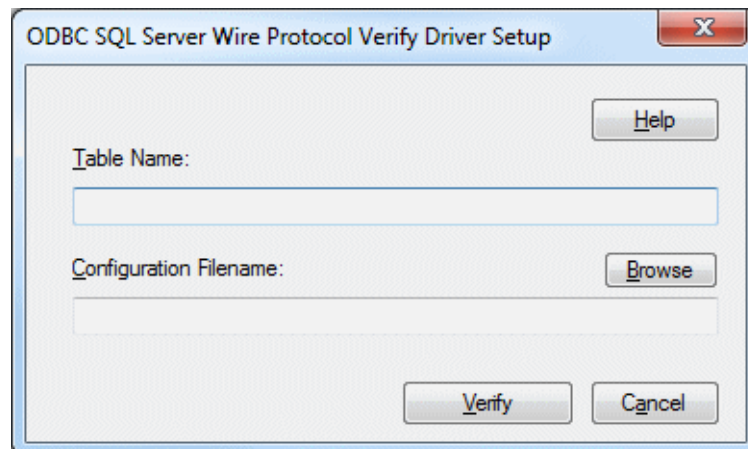 ODBC SQL Server Wire Protocol Verify Driver Setup
Help
Table Name:
Configuration Filename:
Browse
Verify
Cancel